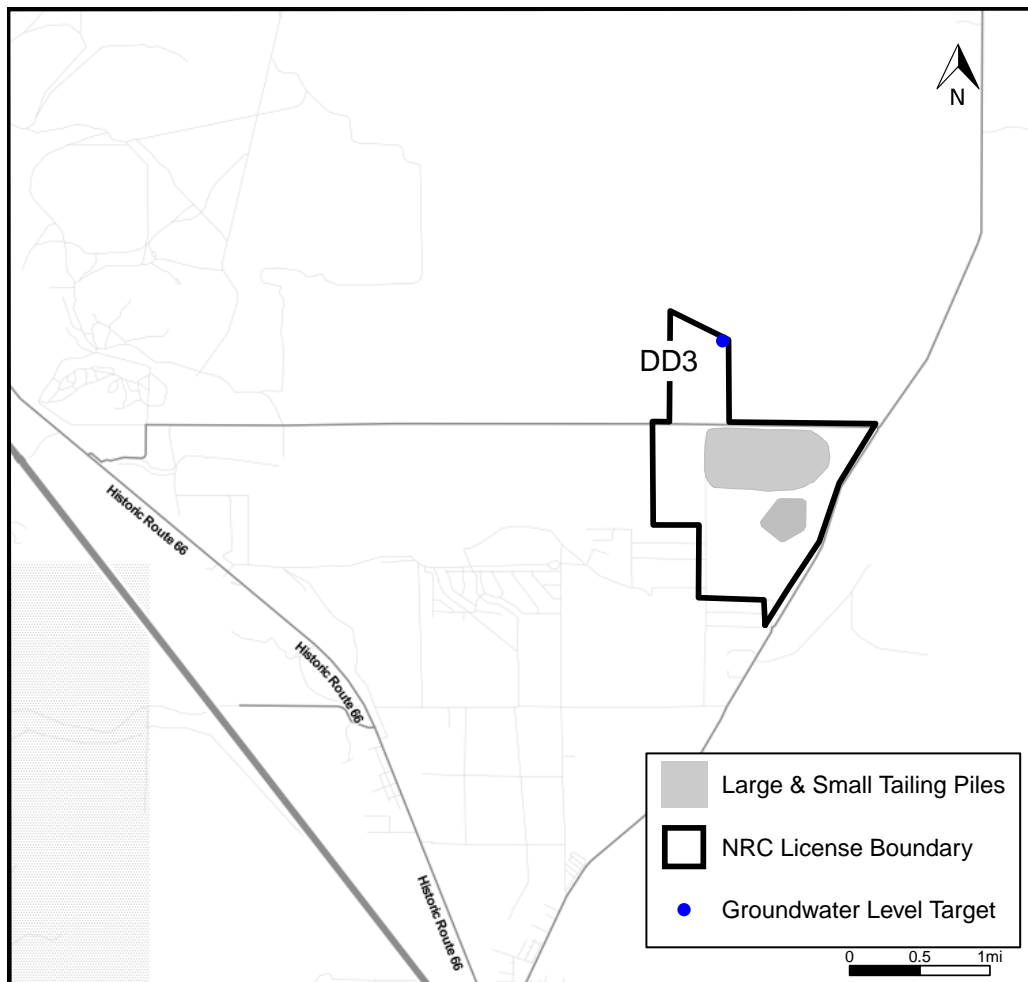 N
DD3
Historic Route 66
Historic Route 66
Historic Route 66
Large & Small Tailing Piles
NRC License Boundary
Groundwater Level Target
0 0.5 1mi